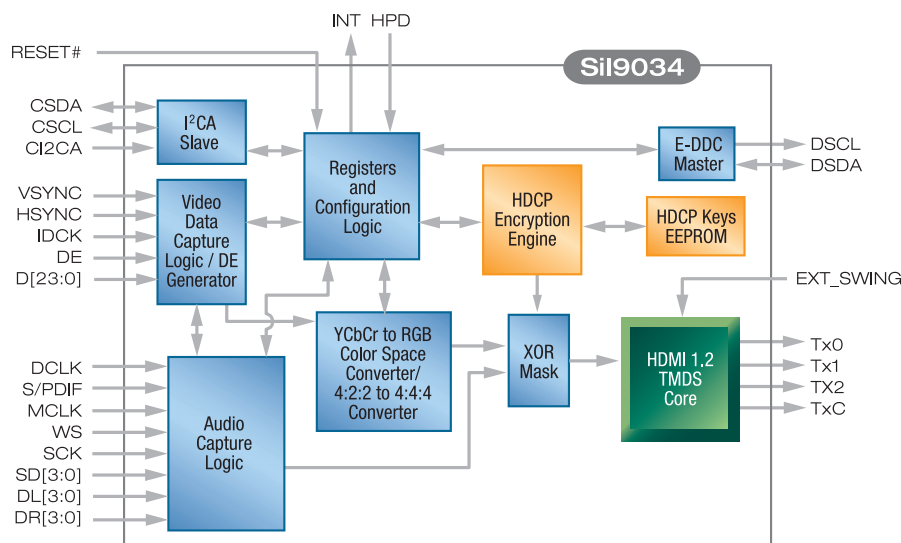 INT HPD
RESET#
SiI9034
CSDA
CSCL
CI2CA
I²CA
Slave
Registers
and
Configuration
Logic
E-DDC
Master
DSCL
DSDA
VSYNC
HSYNC
IDCK
DE
D[23:0]
Video
Data
Capture
Logic / DE
Generator
HDCP
Encryption
Engine
HDCP Keys
EEPROM
EXT_SWING
YCbCr to RGB
Color Space
Converter/
4:2:2 to 4:4:4
Converter
XOR
Mask
HDMI 1,2
TMDS
Core
Tx0
Tx1
TX2
TxC
DCLK
S/PDIF
MCLK
WS
SCK
SD[3:0]
DL[3:0]
DR[3:0]
Audio
Capture
Logic